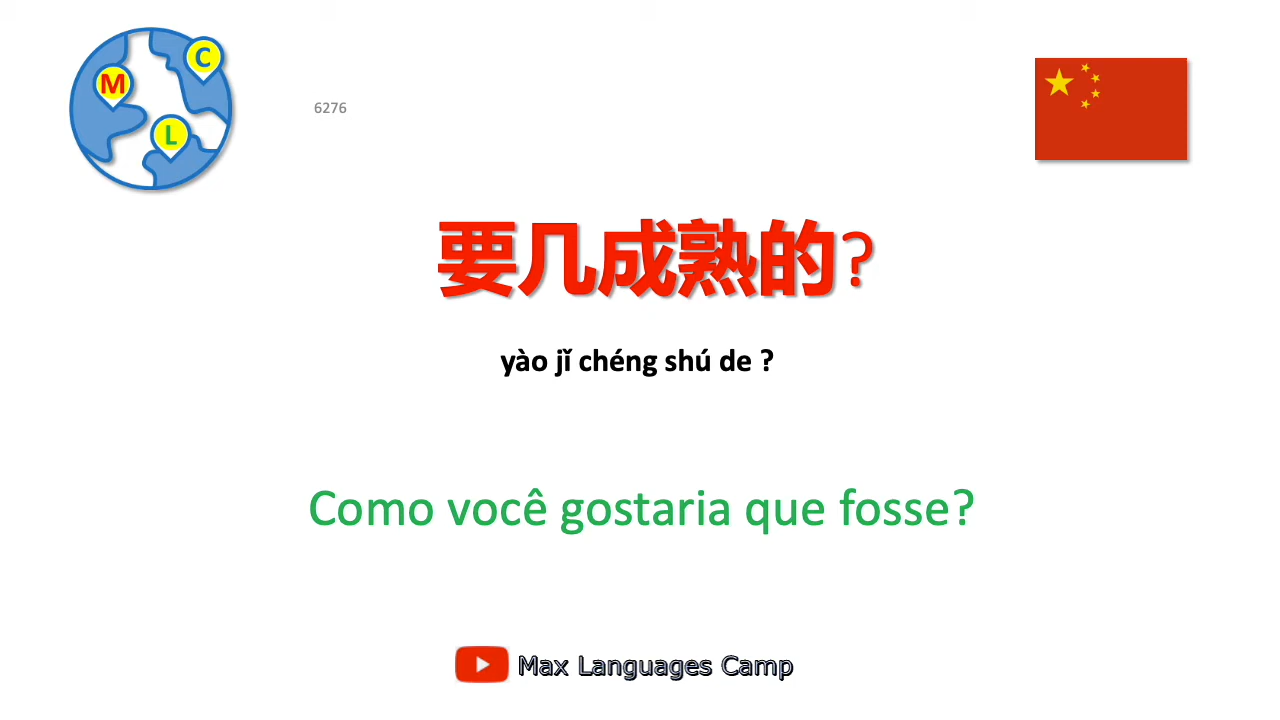 C
M
L
6276
要几成熟的?
yào jǐ chéng shú de ?
Como você gostaria que fosse?
Max Languages Camp